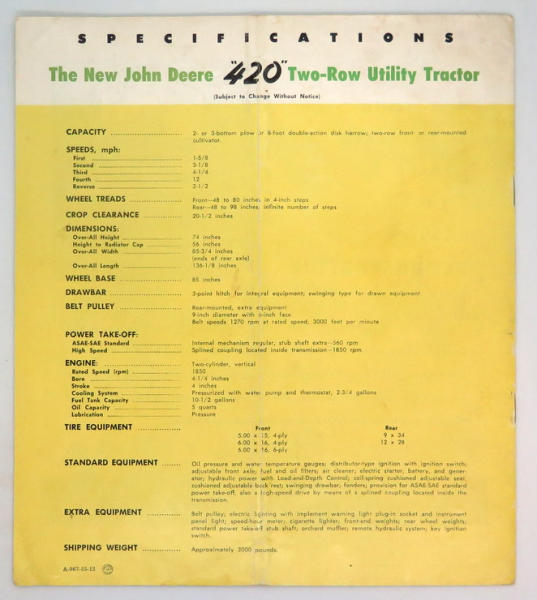 SPECIFICATIONS
The New John Deere "420" Two-Row Utility Tractor
(Subject to Change Without Notice)
CAPACITY 2- or 3-bottom plow or 8-foot double-action disk harrow; two-row front- or rear-mounted
cultivator.
SPEEDS, mph:
First 1-5/8
Second 3-1/8
Third 4-1/4
Fourth 12
Reverse 2-1/2
WHEEL TREADS Front—48 to 80 inches in 4-inch steps
Rear—48 to 98 inches, infinite number of steps
CROP CLEARANCE 20-1/2 inches
DIMENSIONS:
Over-All Height 74 inches
Height to Radiator Cap 56 inches
Over-All Width 85-3/4 inches
(ends of rear axle)
Over-All Length 136-1/8 inches
WHEEL BASE 85 inches
DRAWBAR 3-point hitch for integral equipment; swinging type for drawn equipment
BELT PULLEY Rear-mounted, extra equipment
9-inch diameter with 6-inch face
Belt speeds 1270 rpm at rated speed, 3000 feet per minute
POWER TAKE-OFF:
ASAE-SAE Standard Internal mechanism regular, stub shaft extra—560 rpm
High Speed Splined coupling located inside transmission—1850 rpm
ENGINE: Two-cylinder, vertical
Rated Speed (rpm) 1850
Bore 4-1/4 inches
Stroke 4 inches
Cooling System Pressurized with water pump and thermostat, 2-3/4 gallons
Fuel Tank Capacity 10-1/2 gallons
Oil Capacity 5 quarts
Lubrication Pressure
TIRE EQUIPMENT Front Rear
5.00 x 15, 4-ply 9 x 34
6.00 x 16, 4-ply 12 x 28
6.00 x 16, 6-ply
STANDARD EQUIPMENT Oil pressure and water temperature gauges; distributor-type ignition with ignition switch;
adjustable front axle; fuel and oil filters; air cleaner; electric starter, battery, and gener-
ator; hydraulic power with Load-and-Depth Control; coil-spring cushioned adjustable seat;
cushioned adjustable back rest; swinging drawbar; fenders; provision for ASAE-SAE standard
power take-off, also a high-speed drive by means of a splined coupling located inside the
transmission.
EXTRA EQUIPMENT Belt pulley; electric lighting with implement warning light plug-in socket and instrument
panel light; speed-hour meter, cigarette lighter; front-end weights; rear wheel weights;
standard power take-off stub shaft; orchard muffler; remote hydraulic system; key ignition
switch.
SHIPPING WEIGHT Approximately 3000 pounds.
A-967-55-12